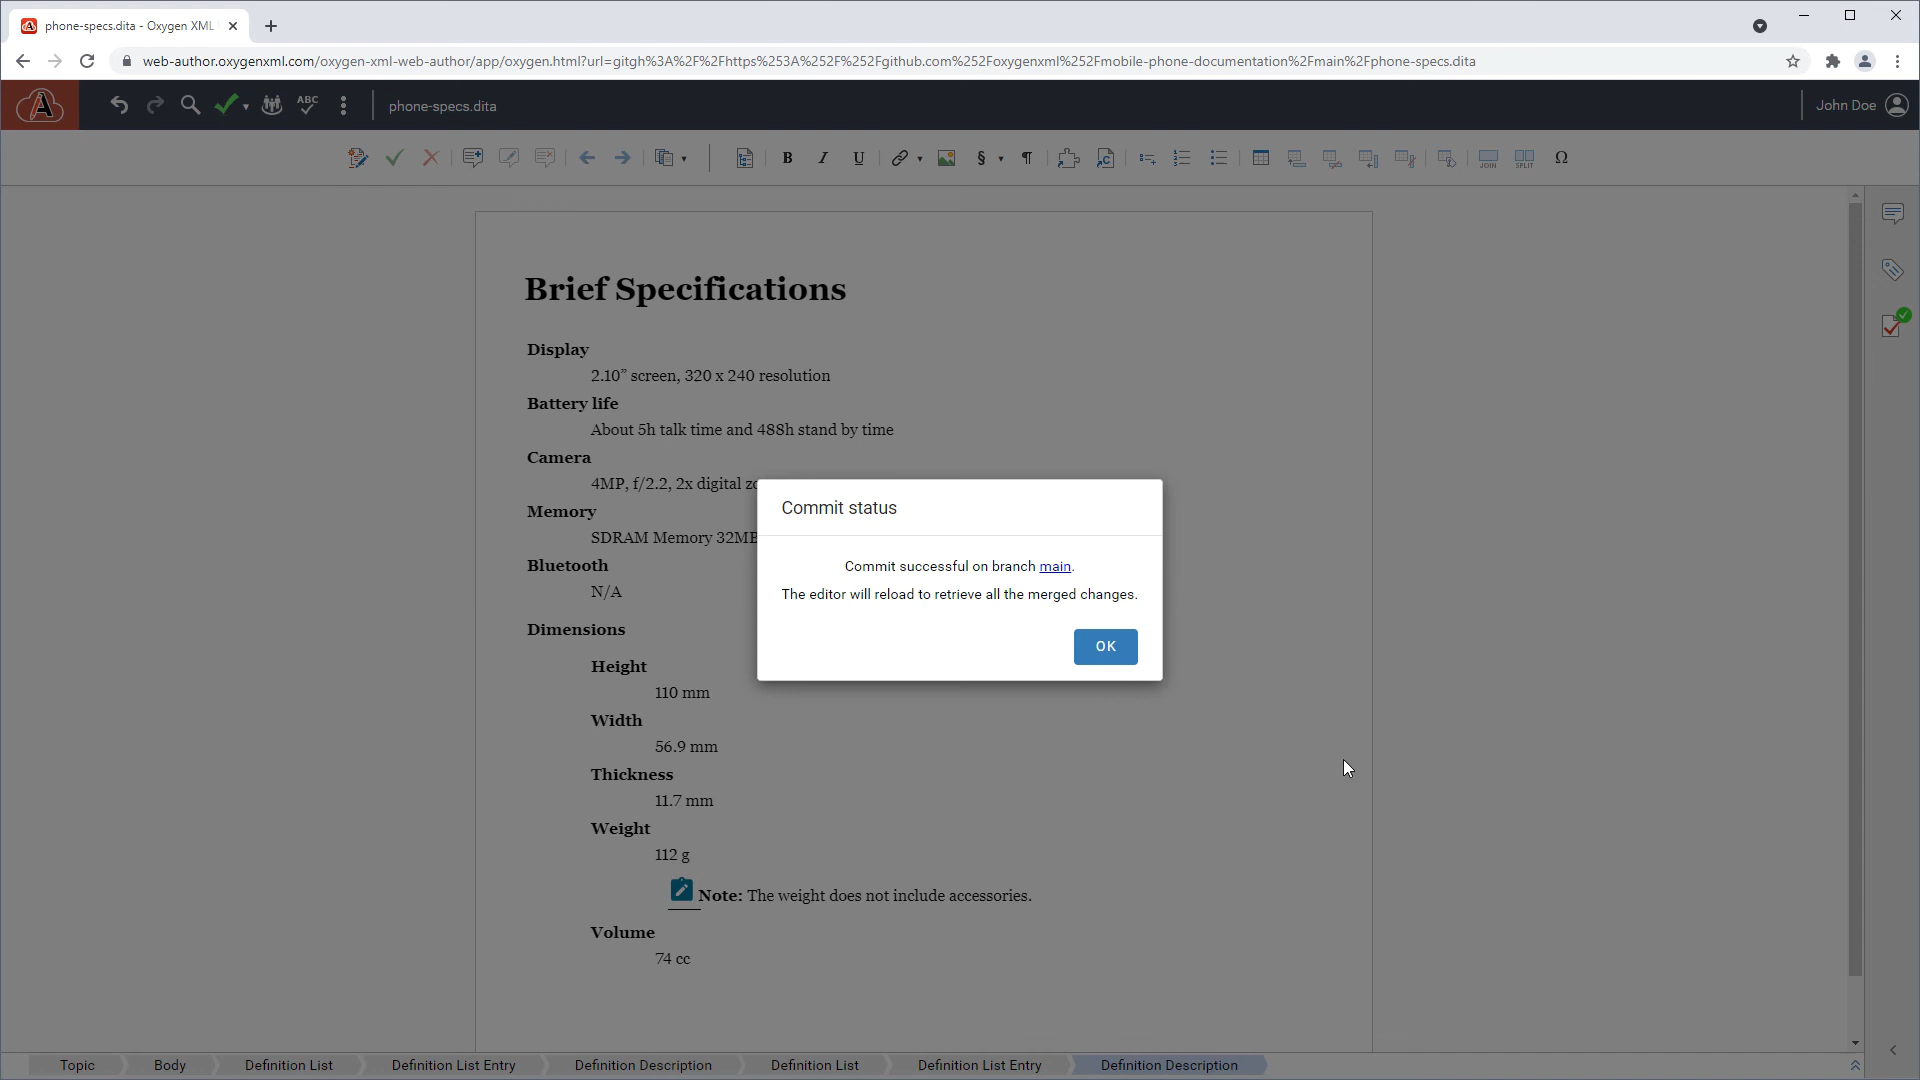 phone-specs.dita - Oxygen XML
web-author.oxygenxml.com/oxygen-xml-web-author/app/oxygen.html?url=gitgh%3A%2F%2Fhttps%253A%252F%252Fgithub.com%252Foxygenxml%252Fmobile-phone-documentation%2Fmain%2Fphone-specs.dita
ABC
phone-specs.dita
John Doe
B I U § ¶ JOIN SPLIT Ω
Brief Specifications
Display
2.10” screen, 320 x 240 resolution
Battery life
About 5h talk time and 488h stand by time
Camera
4MP, f/2.2, 2x digital
Memory
SDRAM Memory 32MB
Bluetooth
N/A
Dimensions
Height
110 mm
Width
56.9 mm
Thickness
11.7 mm
Weight
112 g
Note: The weight does not include accessories.
Volume
74 cc
Commit status
Commit successful on branch main.
The editor will reload to retrieve all the merged changes.
OK
Topic Body Definition List Definition List Entry Definition Description Definition List Definition List Entry Definition Description